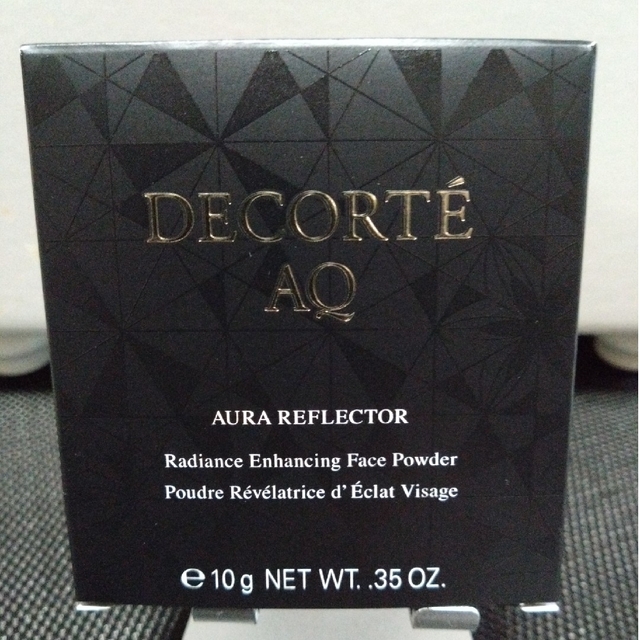 DECORTÉ
AQ
AURA REFLECTOR
Radiance Enhancing Face Powder
Poudre Révélatrice d' Éclat Visage
℮ 10 g NET WT. .35 OZ.